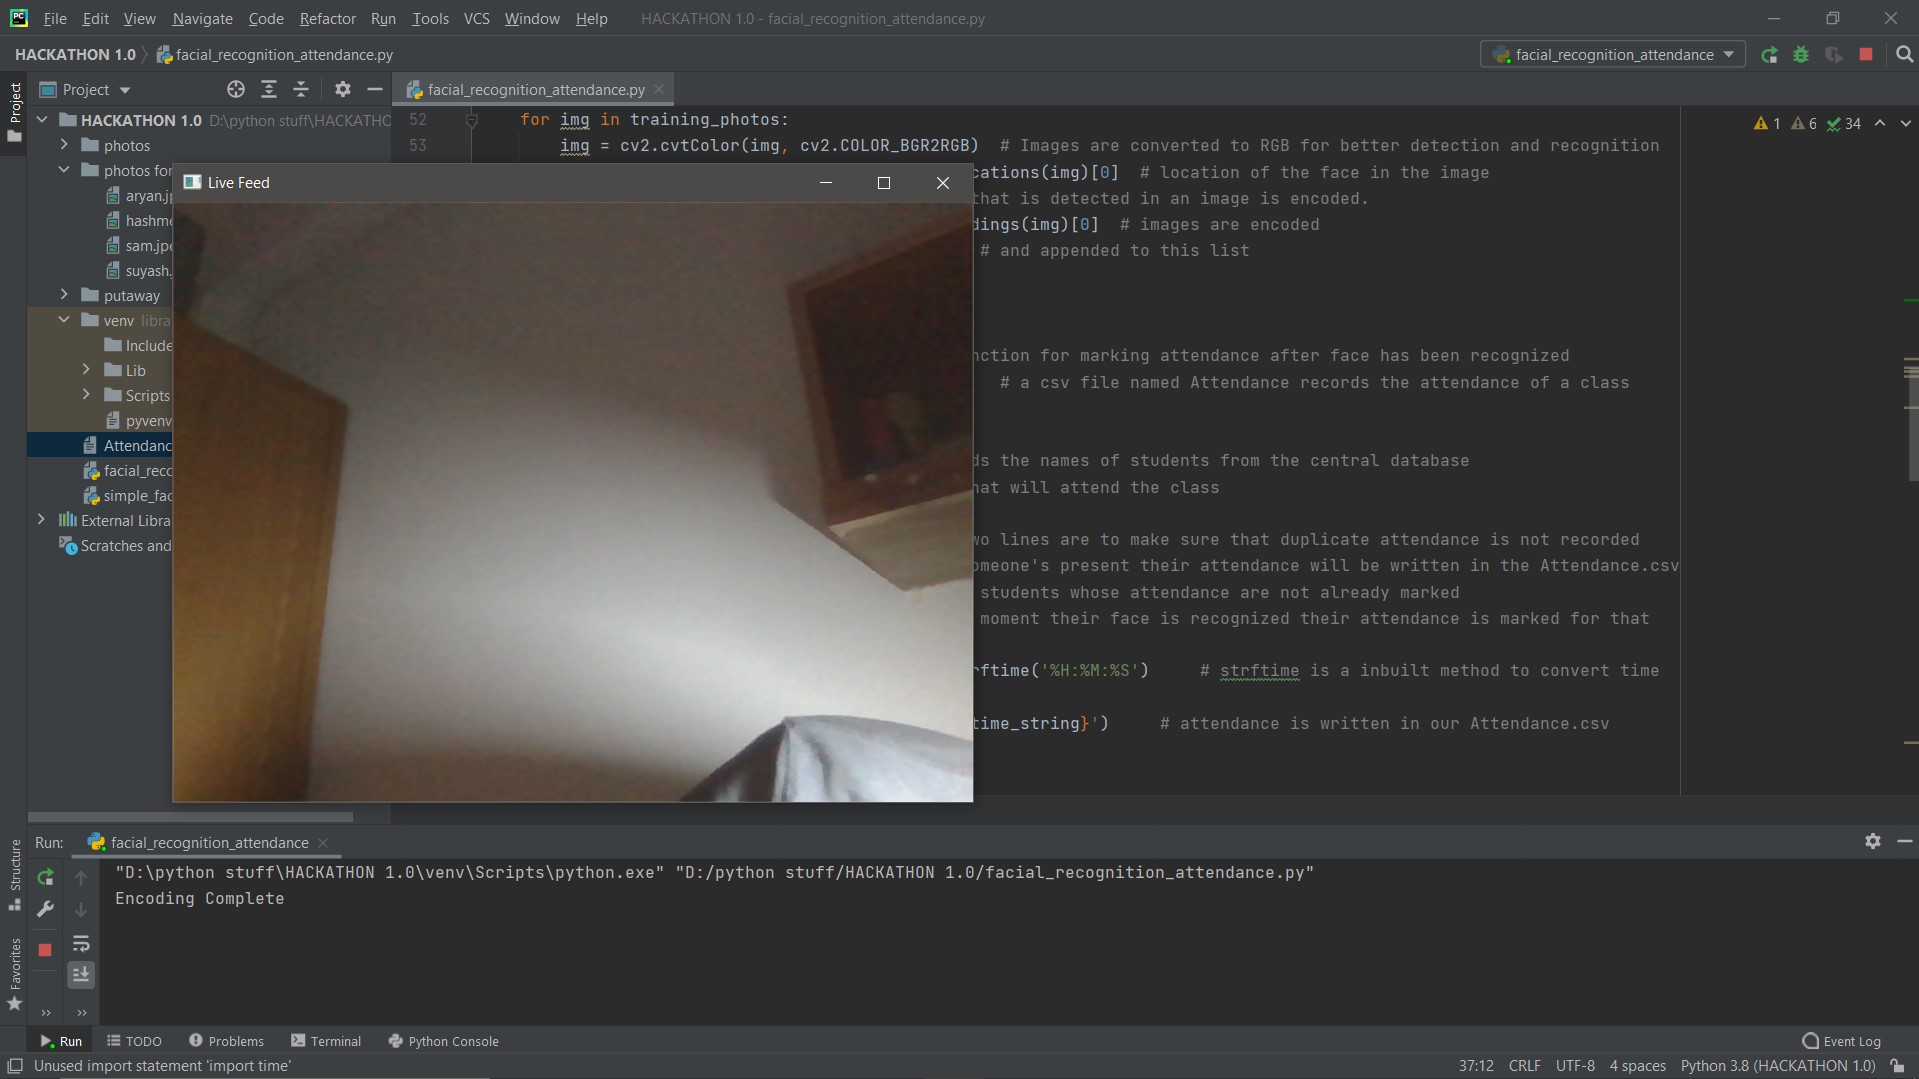 File Edit View Navigate Code Refactor Run Tools VCS Window Help HACKATHON 1.0 - facial_recognition_attendance.py
HACKATHON 1.0 facial_recognition_attendance.py facial_recognition_attendance
Project
Project
facial_recognition_attendance.py
HACKATHON 1.0 D:\python stuff\HACKATHO
photos
photos for
aryan.j
hashme
sam.jpe
suyash.
putaway
venv libra
Include
Lib
Scripts
pyvenv
Attendanc
facial_rec
simple_fac
External Libra
Scratches and
Live Feed
52 for img in training_photos:
53 img = cv2.cvtColor(img, cv2.COLOR_BGR2RGB) # Images are converted to RGB for better detection and recognition
cations(img)[0] # location of the face in the image
that is detected in an image is encoded.
dings(img)[0] # images are encoded
# and appended to this list
nction for marking attendance after face has been recognized
# a csv file named Attendance records the attendance of a class
ds the names of students from the central database
hat will attend the class
wo lines are to make sure that duplicate attendance is not recorded
omeone's present their attendance will be written in the Attendance.csv
students whose attendance are not already marked
moment their face is recognized their attendance is marked for that
rftime('%H:%M:%S') # strftime is a inbuilt method to convert time
time_string}') # attendance is written in our Attendance.csv
1 6 34
Run: facial_recognition_attendance
"D:\python stuff\HACKATHON 1.0\venv\Scripts\python.exe" "D:/python stuff/HACKATHON 1.0/facial_recognition_attendance.py"
Encoding Complete
Structure
Favorites
Run TODO Problems Terminal Python Console Event Log
Unused import statement 'import time' 37:12 CRLF UTF-8 4 spaces Python 3.8 (HACKATHON 1.0)